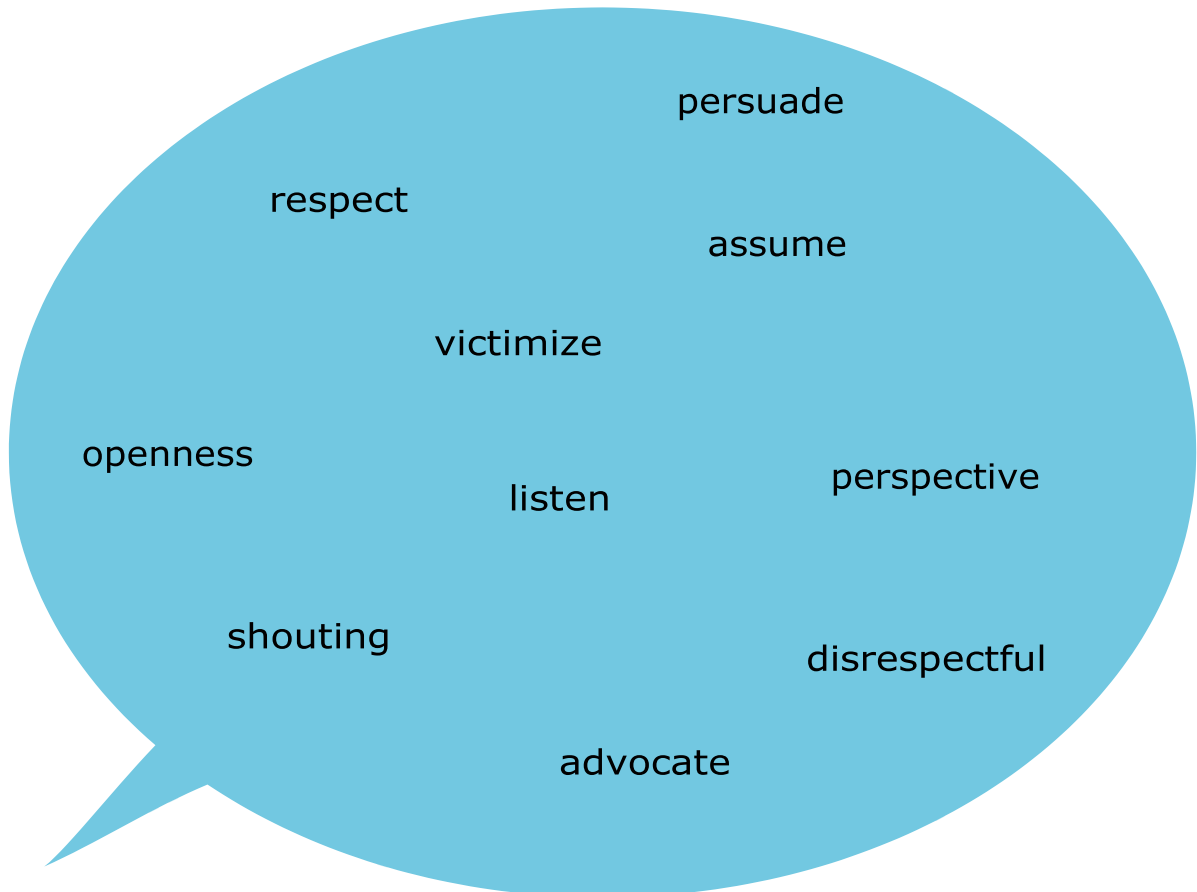 persuade
respect
assume
victimize
openness
perspective
listen
shouting
disrespectful
advocate